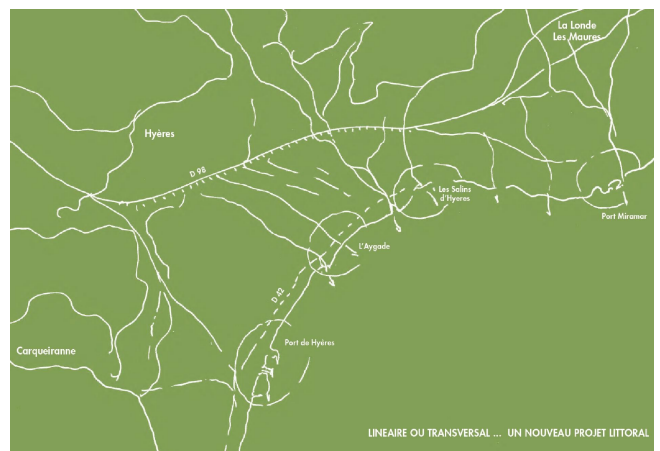 La Londe
Les Maures
Hyères
D 98
Les Salins
d'Hyeres
Port Miramar
L'Aygade
D 42
Port de Hyères
Carqueiranne
LINEAIRE OU TRANSVERSAL ... UN NOUVEAU PROJET LITTORAL